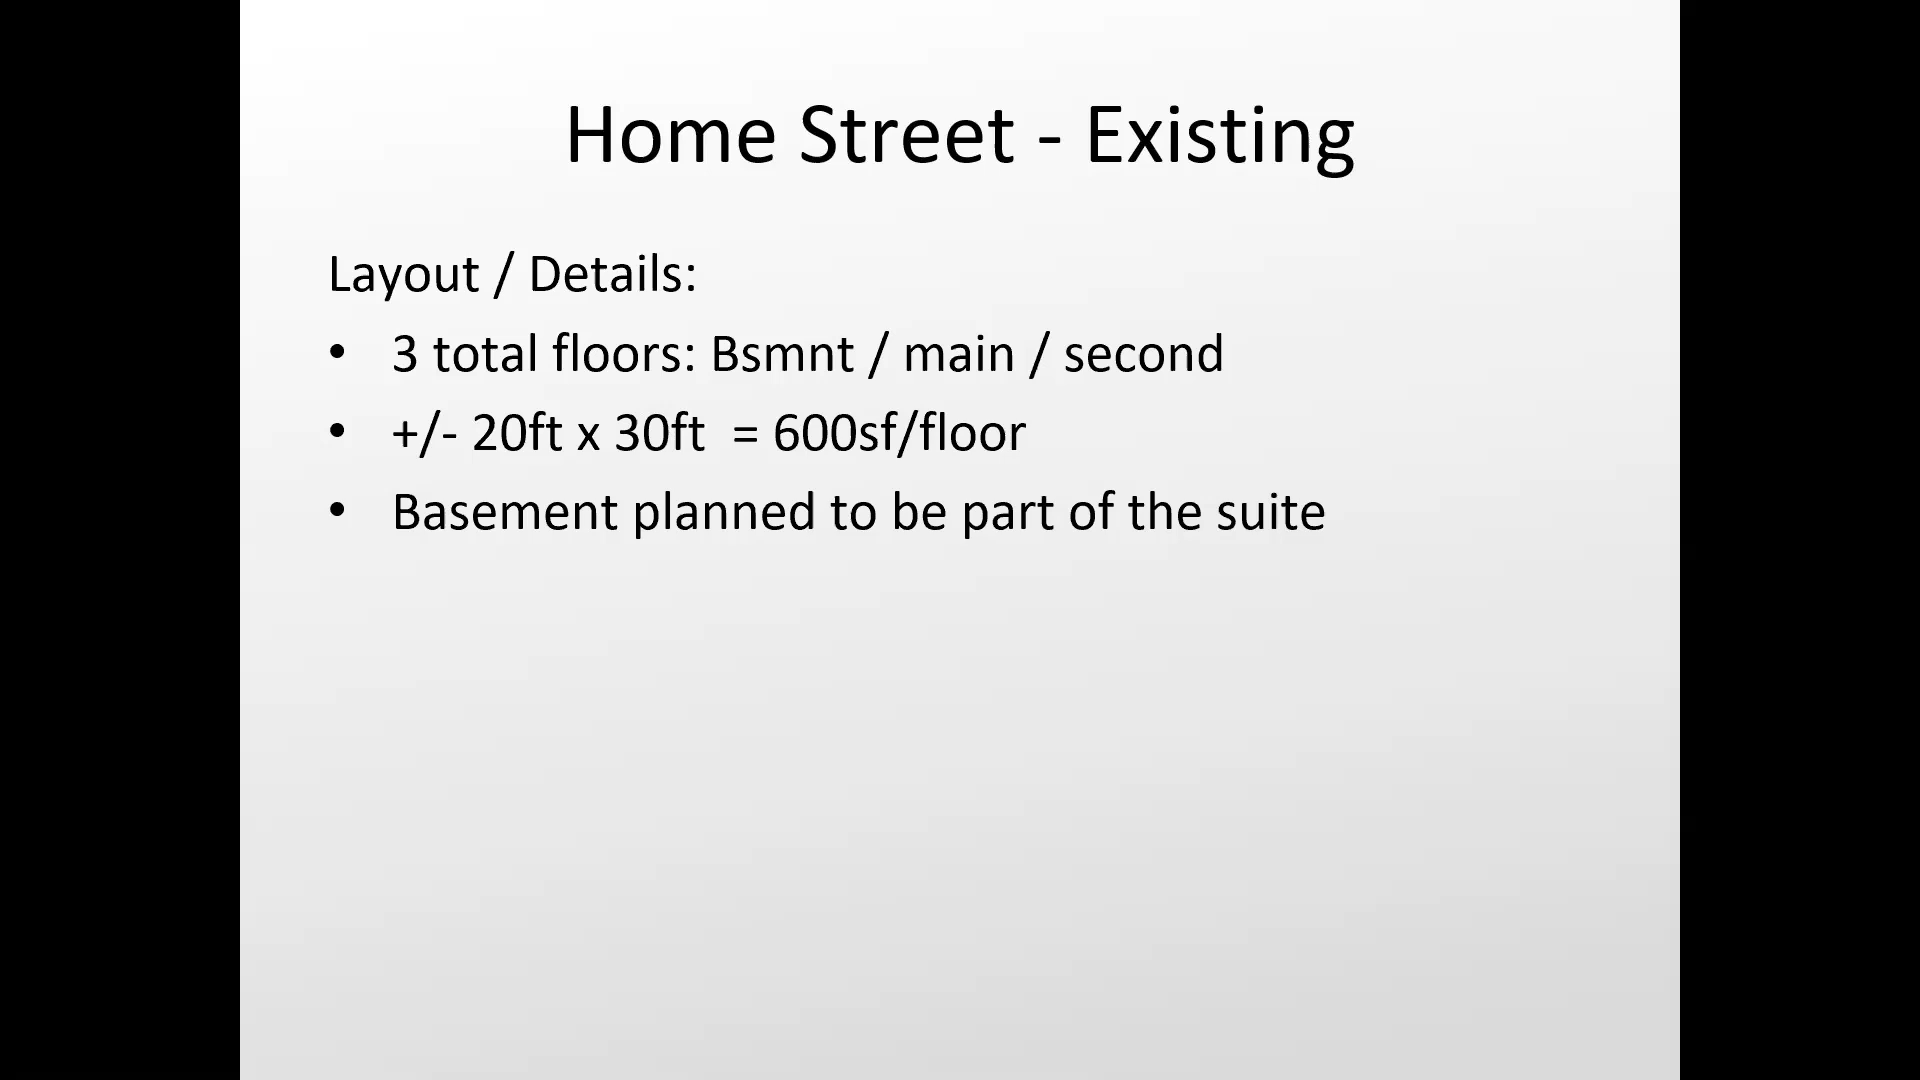 Home Street - Existing
Layout / Details:
• 3 total floors: Bsmnt / main / second
• +/- 20ft x 30ft  = 600sf/floor
• Basement planned to be part of the suite